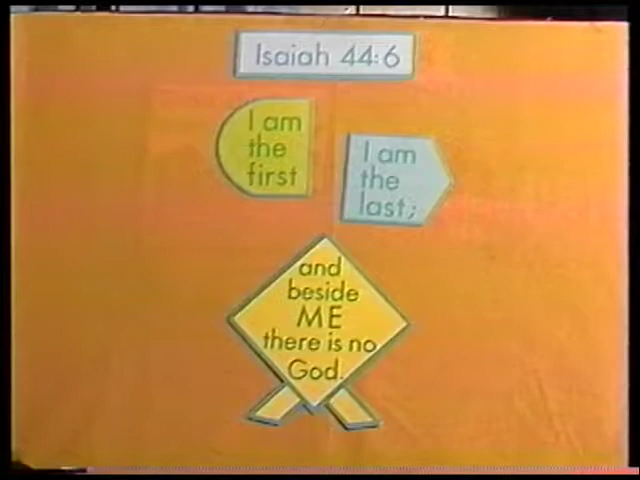 Isaiah 44:6
I am
the
first
I am
the
last;
and
beside
ME
there is no
God.